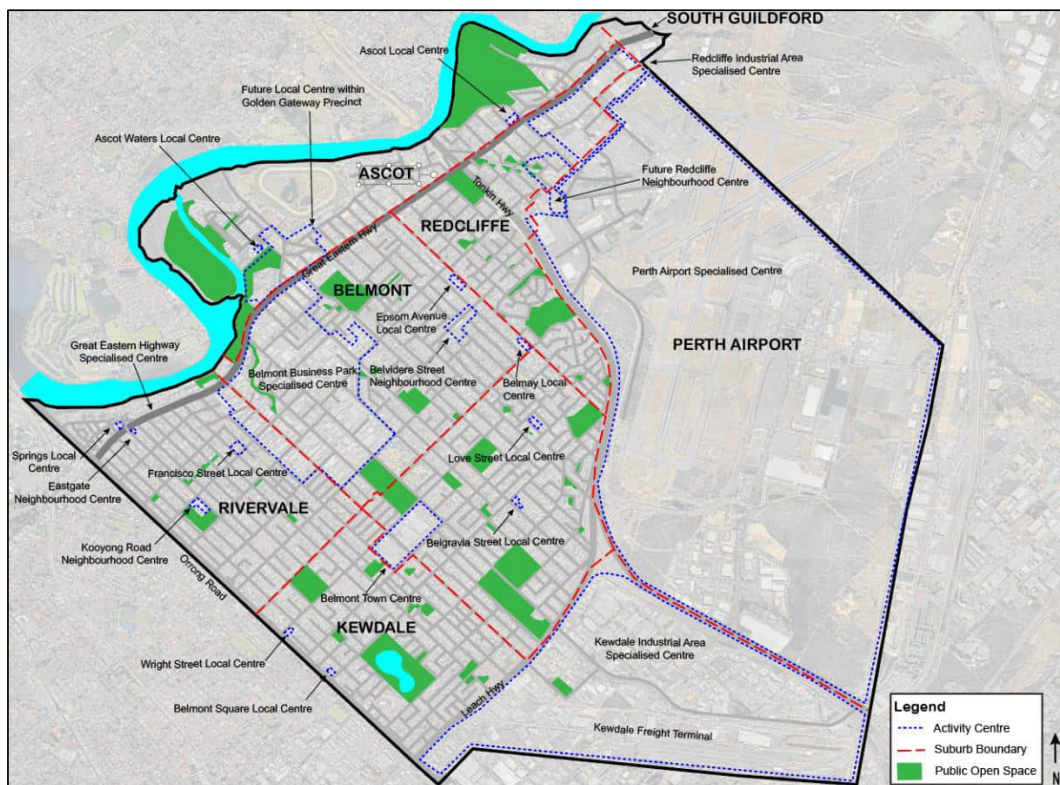 SOUTH GUILDFORD
Ascot Local Centre
Redcliffe Industrial Area
Specialised Centre
Future Local Centre within
Golden Gateway Precinct
Ascot Waters Local Centre
ASCOT
Tonkin Hwy
Future Redcliffe
Neighbourhood Centre
REDCLIFFE
Great Eastern Hwy
Perth Airport Specialised Centre
BELMONT
Epsom Avenue
Local Centre
Great Eastern Highway
Specialised Centre
PERTH AIRPORT
Belmont Business Park
Specialised Centre
Belvidere Street
Neighbourhood Centre
Belmay Local
Centre
Springs Local
Centre
Eastgate
Neighbourhood Centre
Francisco Street Local Centre
Love Street Local Centre
RIVERVALE
Kooyong Road
Neighbourhood Centre
Orrong Road
Belgravia Street Local Centre
Belmont Town Centre
KEWDALE
Wright Street Local Centre
Kewdale Industrial Area
Specialised Centre
Belmont Square Local Centre
Leach Hwy
Kewdale Freight Terminal
Legend
Activity Centre
Suburb Boundary
Public Open Space
N